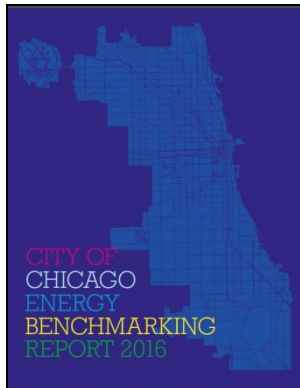 CITY OF
CHICAGO
ENERGY
BENCHMARKING
REPORT 2016